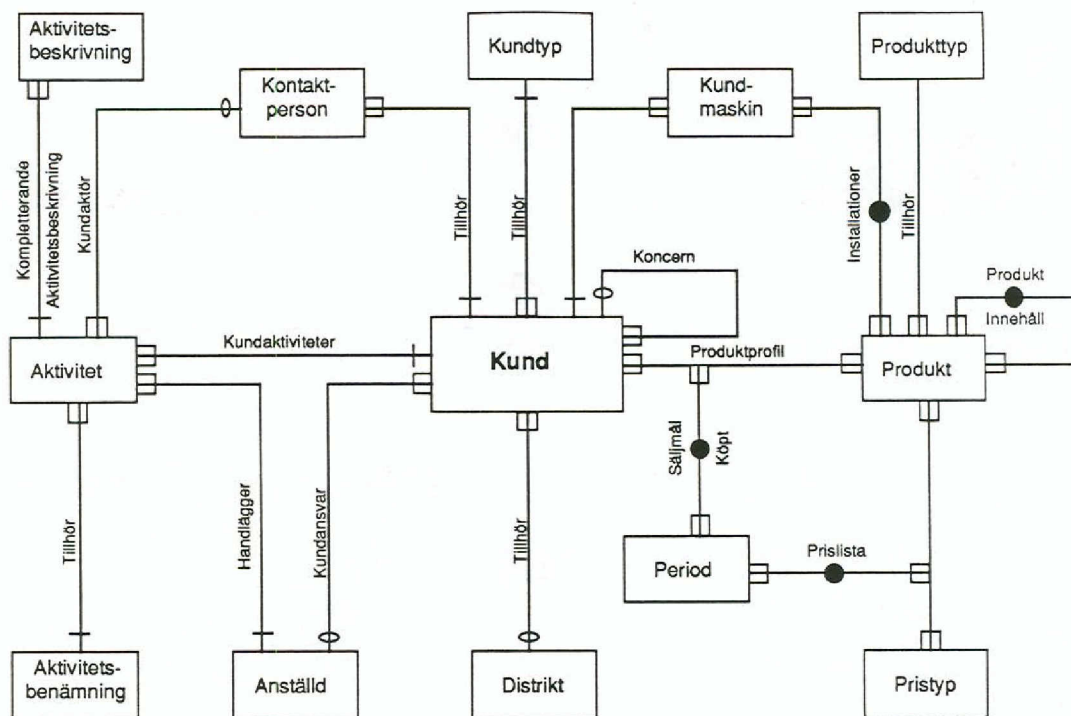 Aktivitets-
beskrivning
Kundtyp
Produkttyp
Kontakt-
person
Kund-
maskin
Kompletterande
Aktitvitetsbeskrivning
Kundaktör
Tillhör
Tillhör
Installationer
Tillhör
Koncern
Produkt
Innehåll
Kundaktiviteter
Kund
Produktprofil
Aktivitet
Produkt
Säljmål
Köpt
Tillhör
Handlägger
Kundansvar
Tillhör
Period
Prislista
Aktivitets-
benämning
Anställd
Distrikt
Pristyp